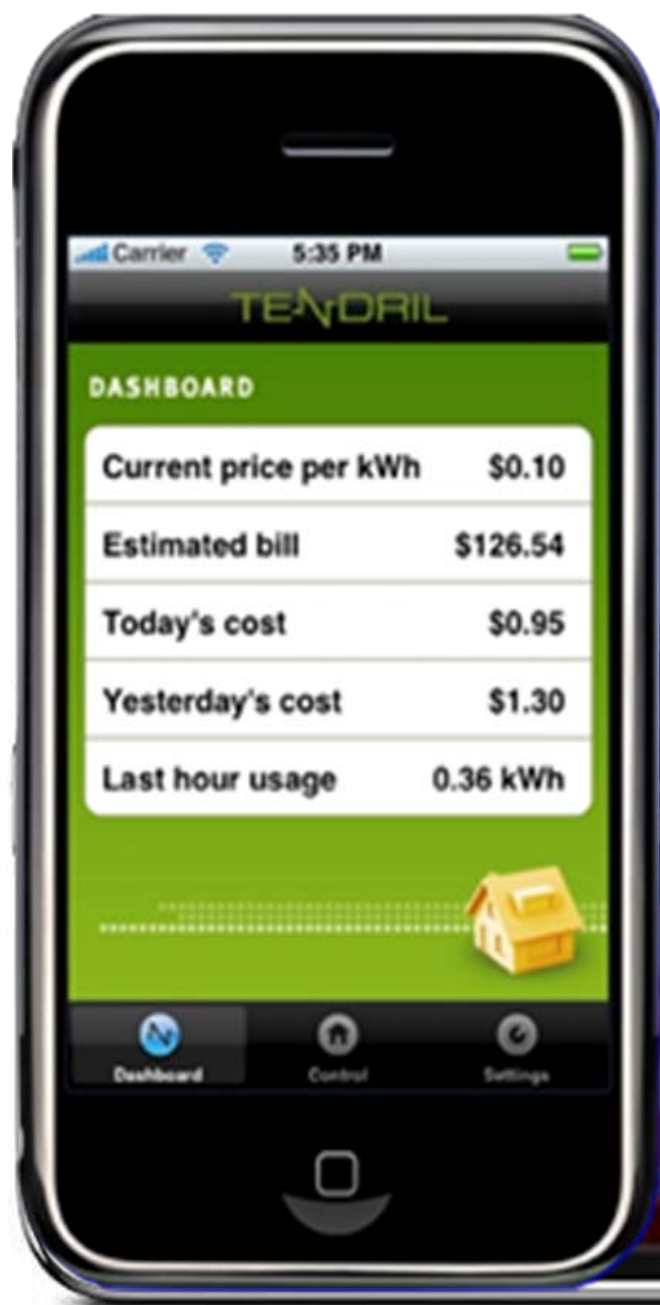 Carrier 5:35 PM
TENDRIL
DASHBOARD
Current price per kWh $0.10
Estimated bill $126.54
Today's cost $0.95
Yesterday's cost $1.30
Last hour usage 0.36 kWh
Dashboard Control Settings